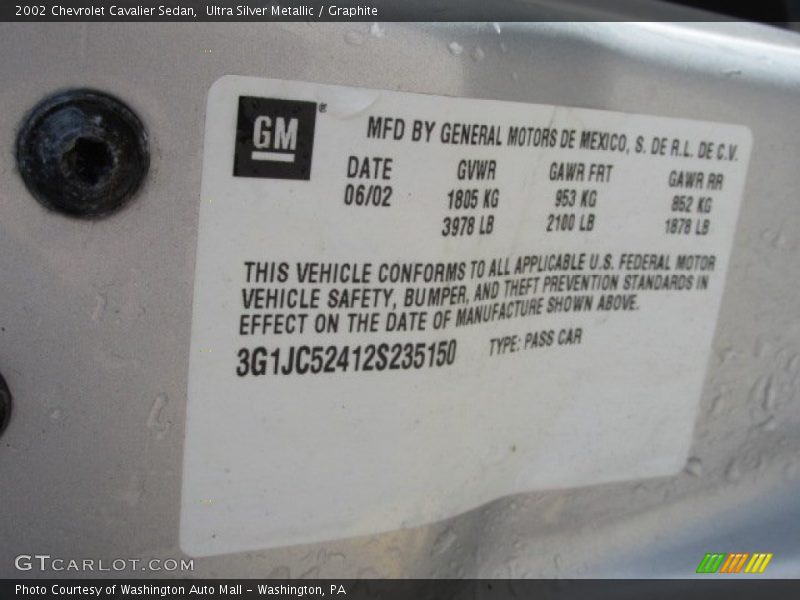 2002 Chevrolet Cavalier Sedan,  Ultra Silver Metallic / Graphite
GM ®
MFD BY GENERAL MOTORS DE MEXICO, S. DE R.L. DE C.V.
DATE GVWR GAWR FRT GAWR RR
06/02 1805 KG 953 KG 852 KG
3978 LB 2100 LB 1878 LB
THIS VEHICLE CONFORMS TO ALL APPLICABLE U.S. FEDERAL MOTOR
VEHICLE SAFETY, BUMPER, AND THEFT PREVENTION STANDARDS IN
EFFECT ON THE DATE OF MANUFACTURE SHOWN ABOVE.
3G1JC52412S235150 TYPE: PASS CAR
GTCARLOT.COM
Photo Courtesy of Washington Auto Mall - Washington, PA